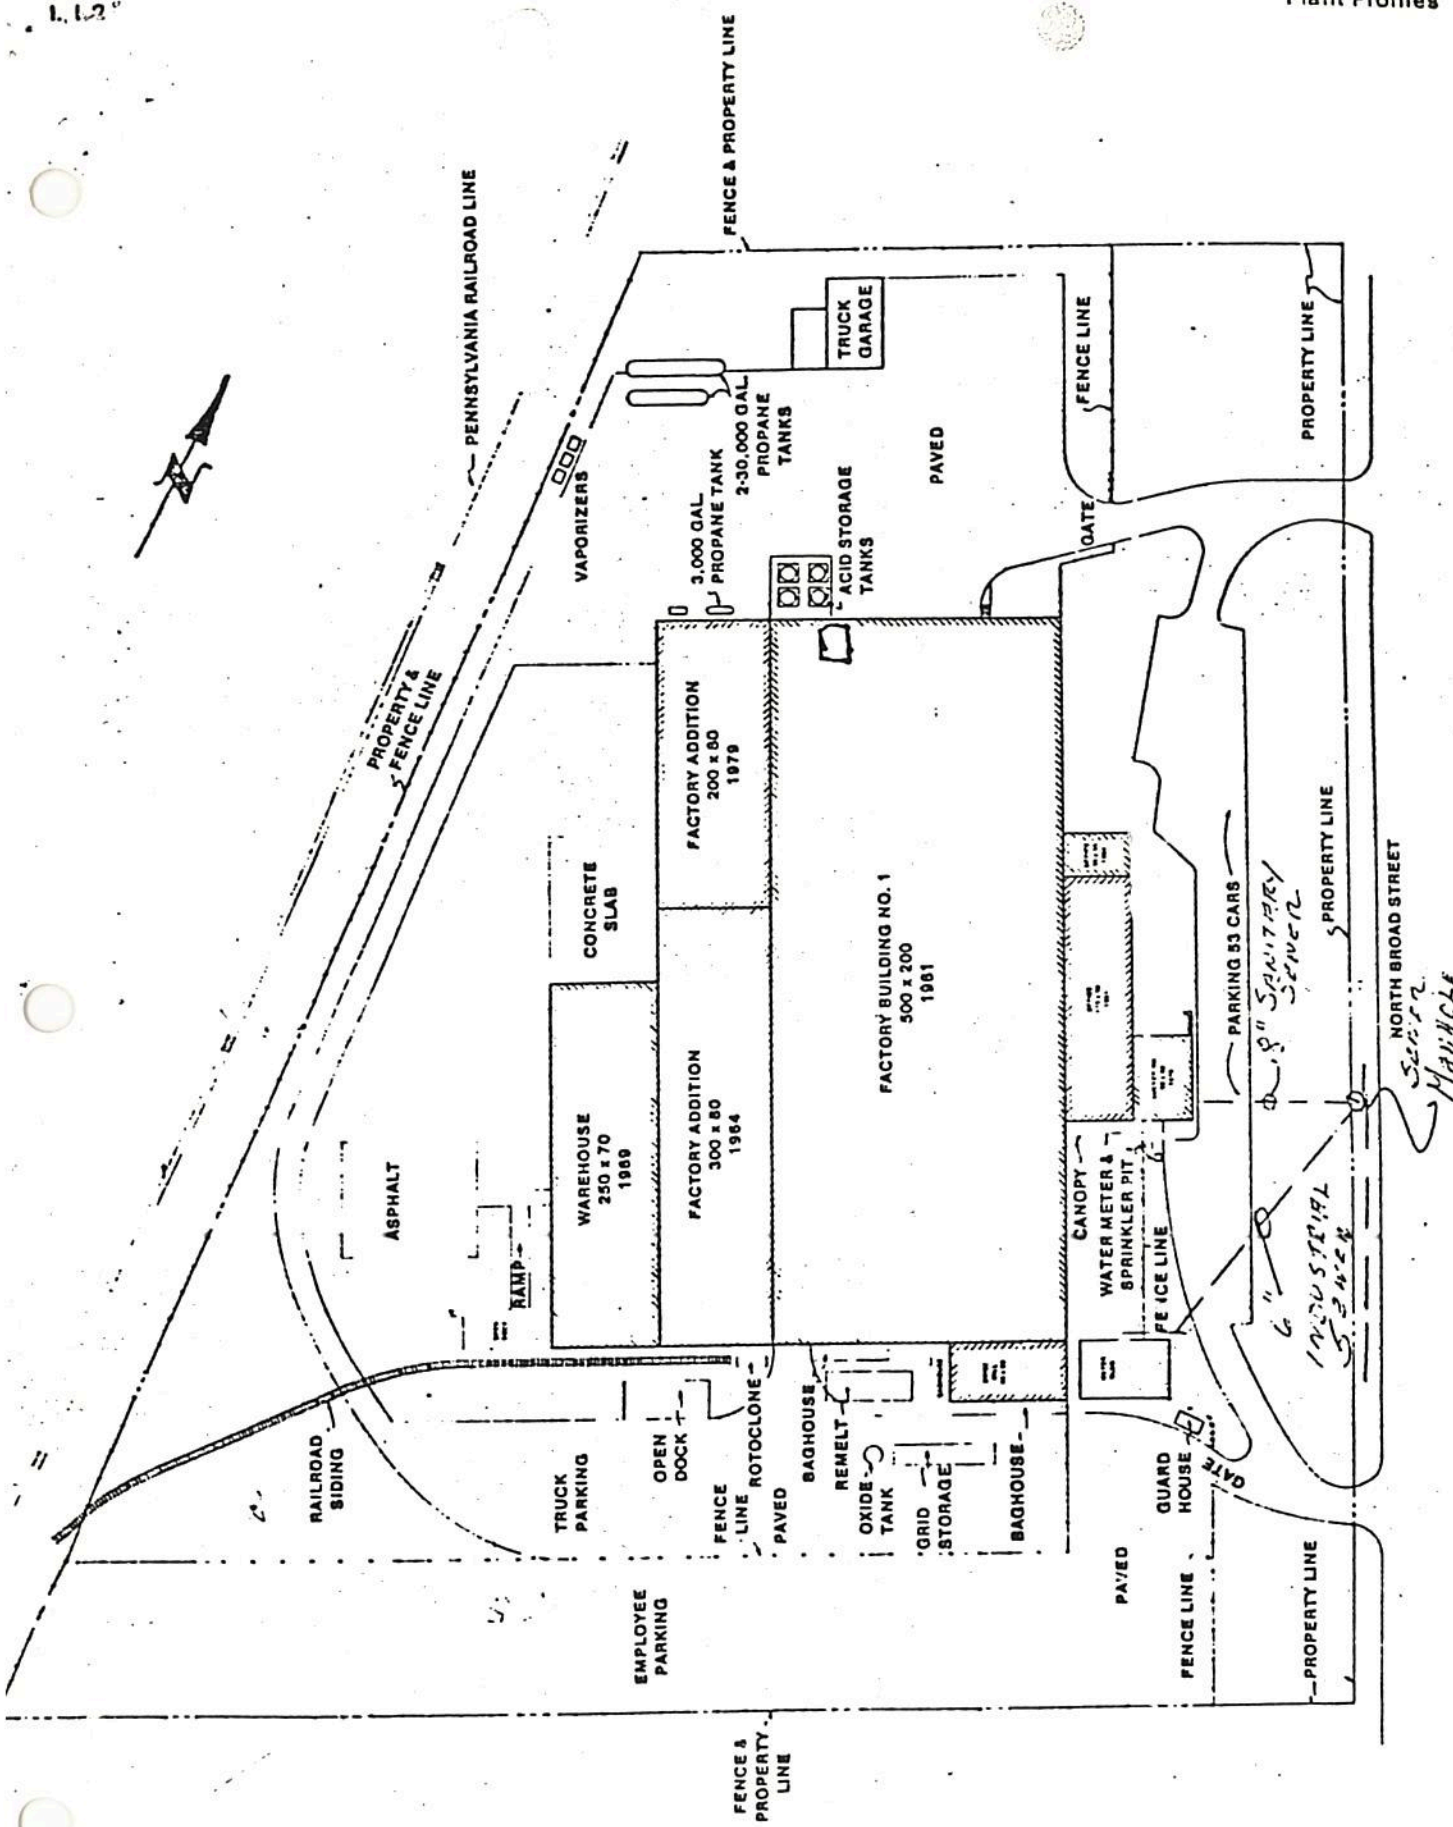 Plant Profiles
FENCE & PROPERTY LINE
PENNSYLVANIA RAILROAD LINE
N
PROPERTY &
FENCE LINE
VAPORIZERS
3,000 GAL.
PROPANE TANK
2-30,000 GAL.
PROPANE
TANKS
TRUCK
GARAGE
ACID STORAGE
TANKS
PAVED
FENCE LINE
GATE
PROPERTY LINE
CONCRETE
SLAB
FACTORY ADDITION
200 x 80
1979
ASPHALT
RAMP
WAREHOUSE
250 x 70
1969
FACTORY ADDITION
300 x 80
1964
FACTORY BUILDING NO. 1
500 x 200
1961
CANOPY
WATER METER &
SPRINKLER PIT
FENCE LINE
PARKING 53 CARS
8" SANITARY
SEWER
PROPERTY LINE
NORTH BROAD STREET
SEWER
MANHOLE
6"
INDUSTRIAL
SEWER
RAILROAD
SIDING
TRUCK
PARKING
OPEN
DOCK
ROTOCLONE
FENCE
LINE
PAVED
BAGHOUSE
REMELT
OXIDE
TANK
GRID
STORAGE
BAGHOUSE
GUARD
HOUSE
GATE
EMPLOYEE
PARKING
PAVED
FENCE LINE
PROPERTY LINE
FENCE &
PROPERTY
LINE